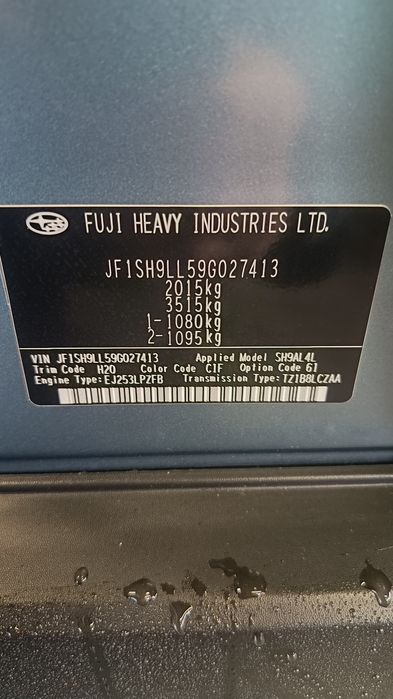 FUJI HEAVY INDUSTRIES LTD.
JF1SH9LL59G027413
2015kg
3515kg
1- 1080kg
2- 1095kg
VIN JF1SH9LL59G027413 Applied Model SH9AL4L
Trim Code H20 Color Code C1F Option Code 61
Engine Type:EJ253LPZFB Transmission Type:TZ1B8LCZAA